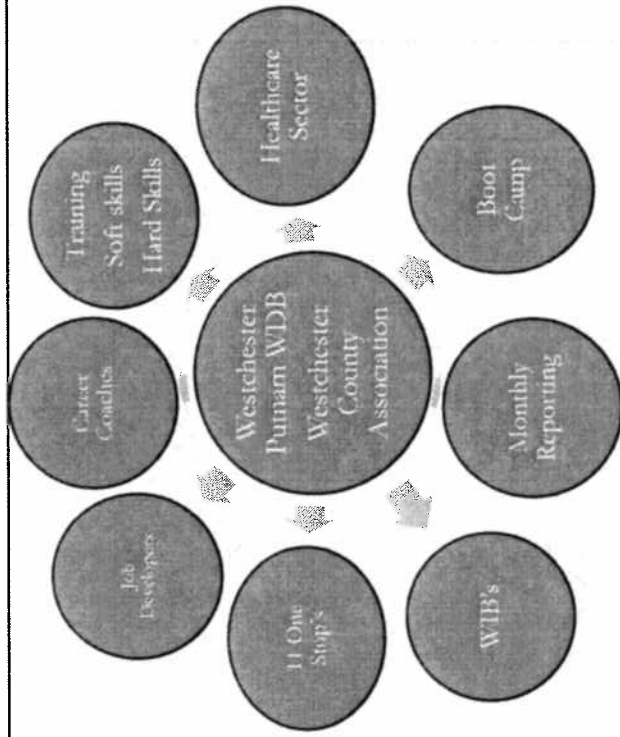 Westchester
Putnam WDB
Westchester
County
Association
Career
Coaches
Training
Soft skills
Hard Skills
Healthcare
Sector
Boot
Camp
Monthly
Reporting
WIB's
11 One
Stop's
Job
Developers